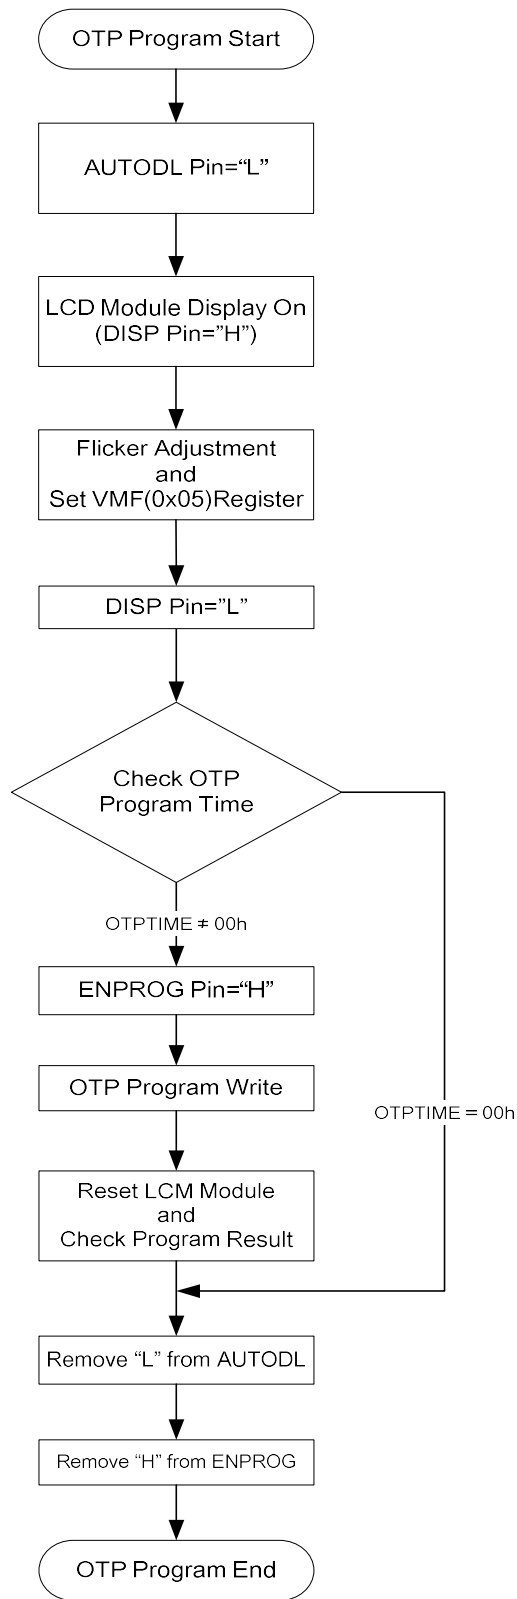 OTP Program Start
AUTODL Pin=“L”
LCD Module Display On
(DISP Pin=”H”)
Flicker Adjustment
and
Set VMF(0x05)Register
DISP Pin=”L”
Check OTP
Program Time
OTPTIME ≠ 00h
ENPROG Pin=“H”
OTP Program Write
OTPTIME = 00h
Reset LCM Module
and
Check Program Result
Remove “L” from AUTODL
Remove “H” from ENPROG
OTP Program End